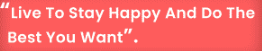 “Live To Stay Happy And Do The
Best You Want”.